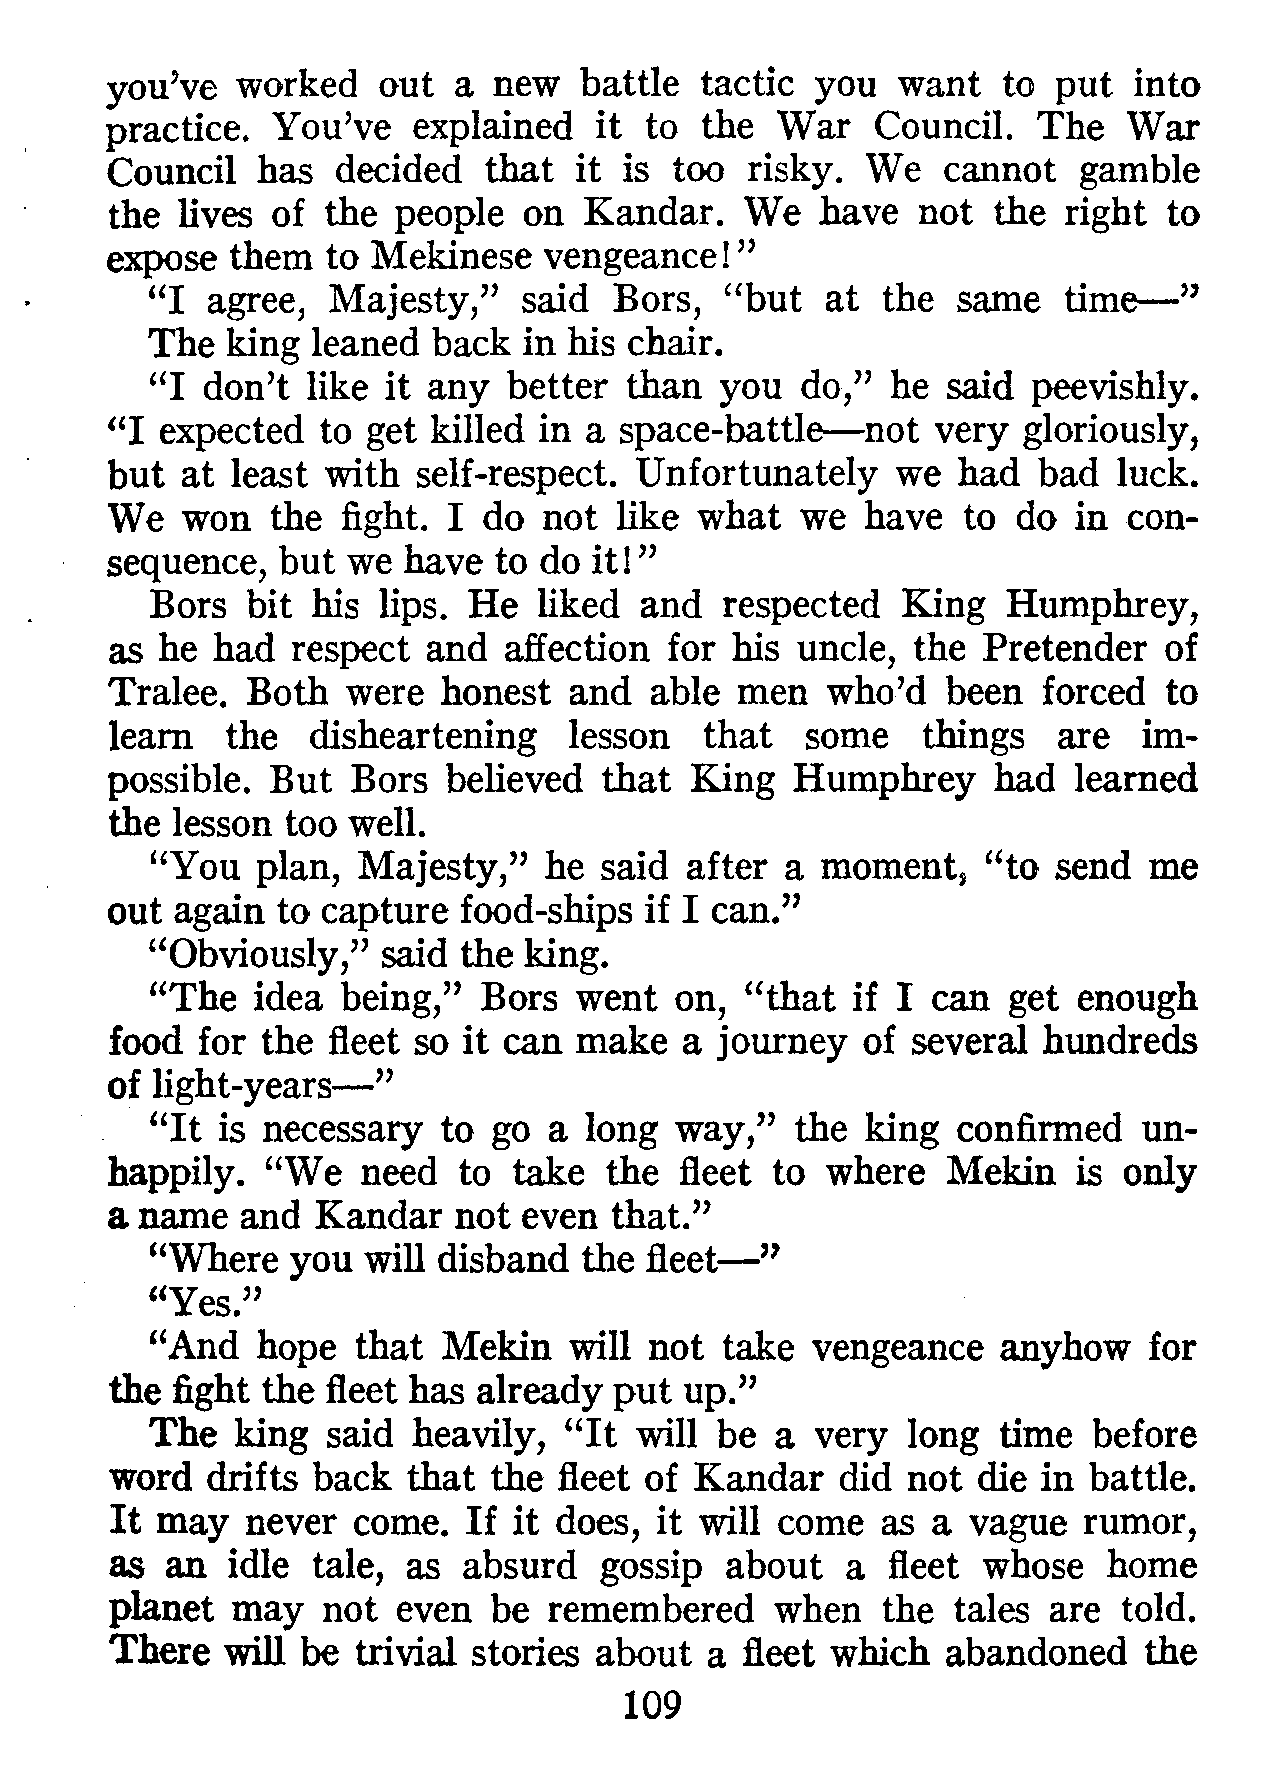 you've worked out a new battle tactic you want to put into
practice. You've explained it to the War Council. The War
Council has decided that it is too risky. We cannot gamble
the lives of the people on Kandar. We have not the right to
expose them to Mekinese vengeance!”
“I agree, Majesty,” said Bors, “but at the same time—”
The king leaned back in his chair.
“I don't like it any better than you do,” he said peevishly.
“I expected to get killed in a space-battle—not very gloriously,
but at least with self-respect. Unfortunately we had bad luck.
We won the fight. I do not like what we have to do in con-
sequence, but we have to do it!”
Bors bit his lips. He liked and respected King Humphrey,
as he had respect and affection for his uncle, the Pretender of
Tralee. Both were honest and able men who'd been forced to
learn the disheartening lesson that some things are im-
possible. But Bors believed that King Humphrey had learned
the lesson too well.
“You plan, Majesty,” he said after a moment, “to send me
out again to capture food-ships if I can.”
“Obviously,” said the king.
“The idea being,” Bors went on, “that if I can get enough
food for the fleet so it can make a journey of several hundreds
of light-years—”
“It is necessary to go a long way,” the king confirmed un-
happily. “We need to take the fleet to where Mekin is only
a name and Kandar not even that.”
“Where you will disband the fleet—”
“Yes.”
“And hope that Mekin will not take vengeance anyhow for
the fight the fleet has already put up.”
The king said heavily, “It will be a very long time before
word drifts back that the fleet of Kandar did not die in battle.
It may never come. If it does, it will come as a vague rumor,
as an idle tale, as absurd gossip about a fleet whose home
planet may not even be remembered when the tales are told.
There will be trivial stories about a fleet which abandoned the
109